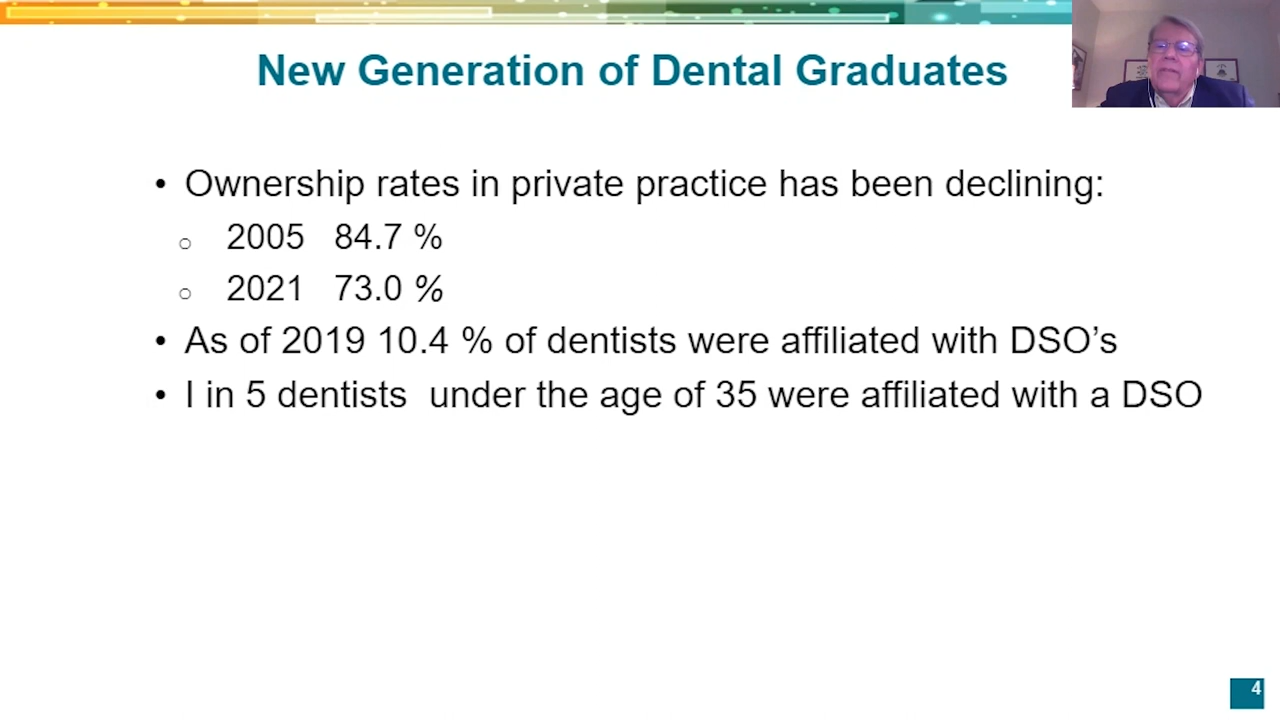 New Generation of Dental Graduates
• Ownership rates in private practice has been declining:
○ 2005 84.7 %
○ 2021 73.0 %
• As of 2019 10.4 % of dentists were affiliated with DSO’s
• I in 5 dentists under the age of 35 were affiliated with a DSO
4